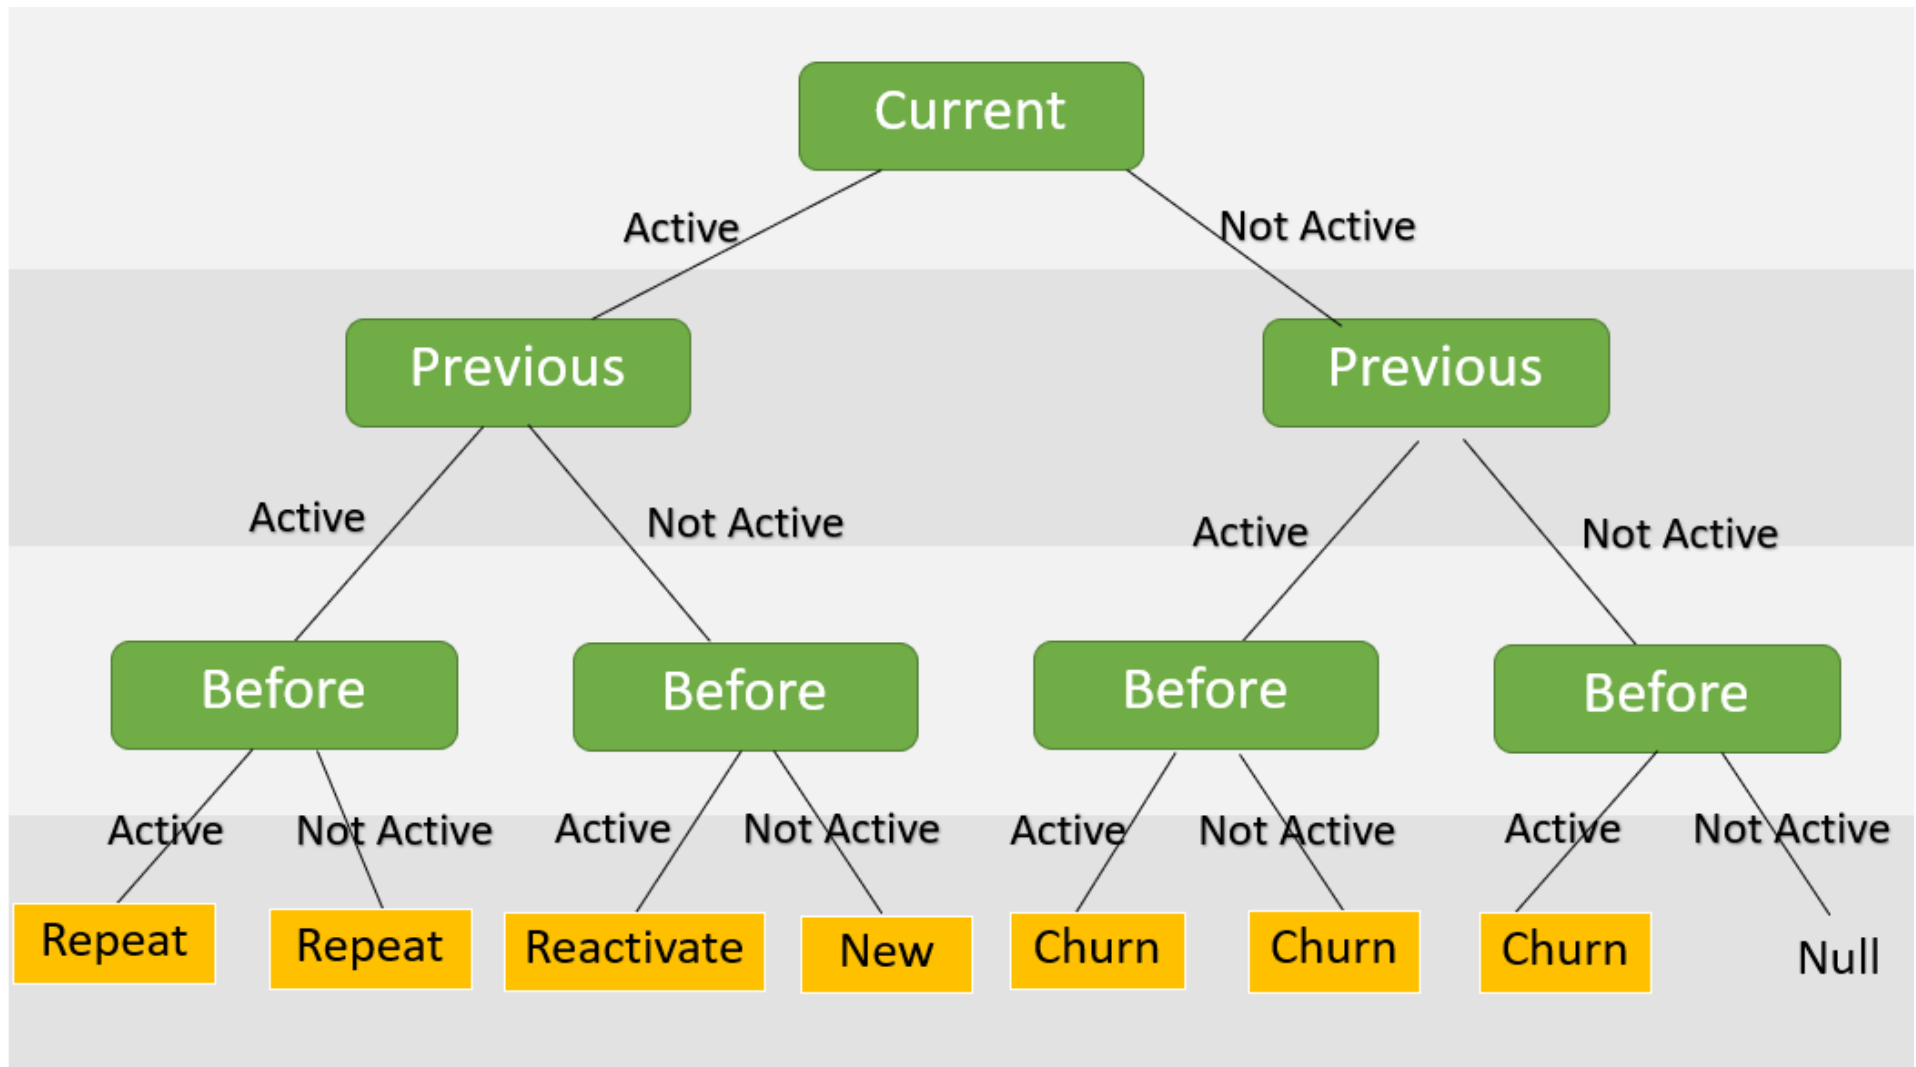 Current
Active
Not Active
Previous
Previous
Active
Not Active
Active
Not Active
Before
Before
Before
Before
Active
Not Active
Active
Not Active
Active
Not Active
Active
Not Active
Repeat
Repeat
Reactivate
New
Churn
Churn
Churn
Null